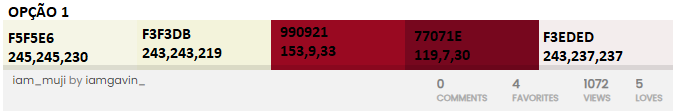 OPÇÃO 1
F5F5E6 F3F3DB 990921 77071E F3EDED
245,245,230 243,243,219 153,9,33 119,7,30 243,237,237
iam_muji by iamgavin_ 0 4 1072 5
COMMENTS FAVORITES VIEWS LOVES